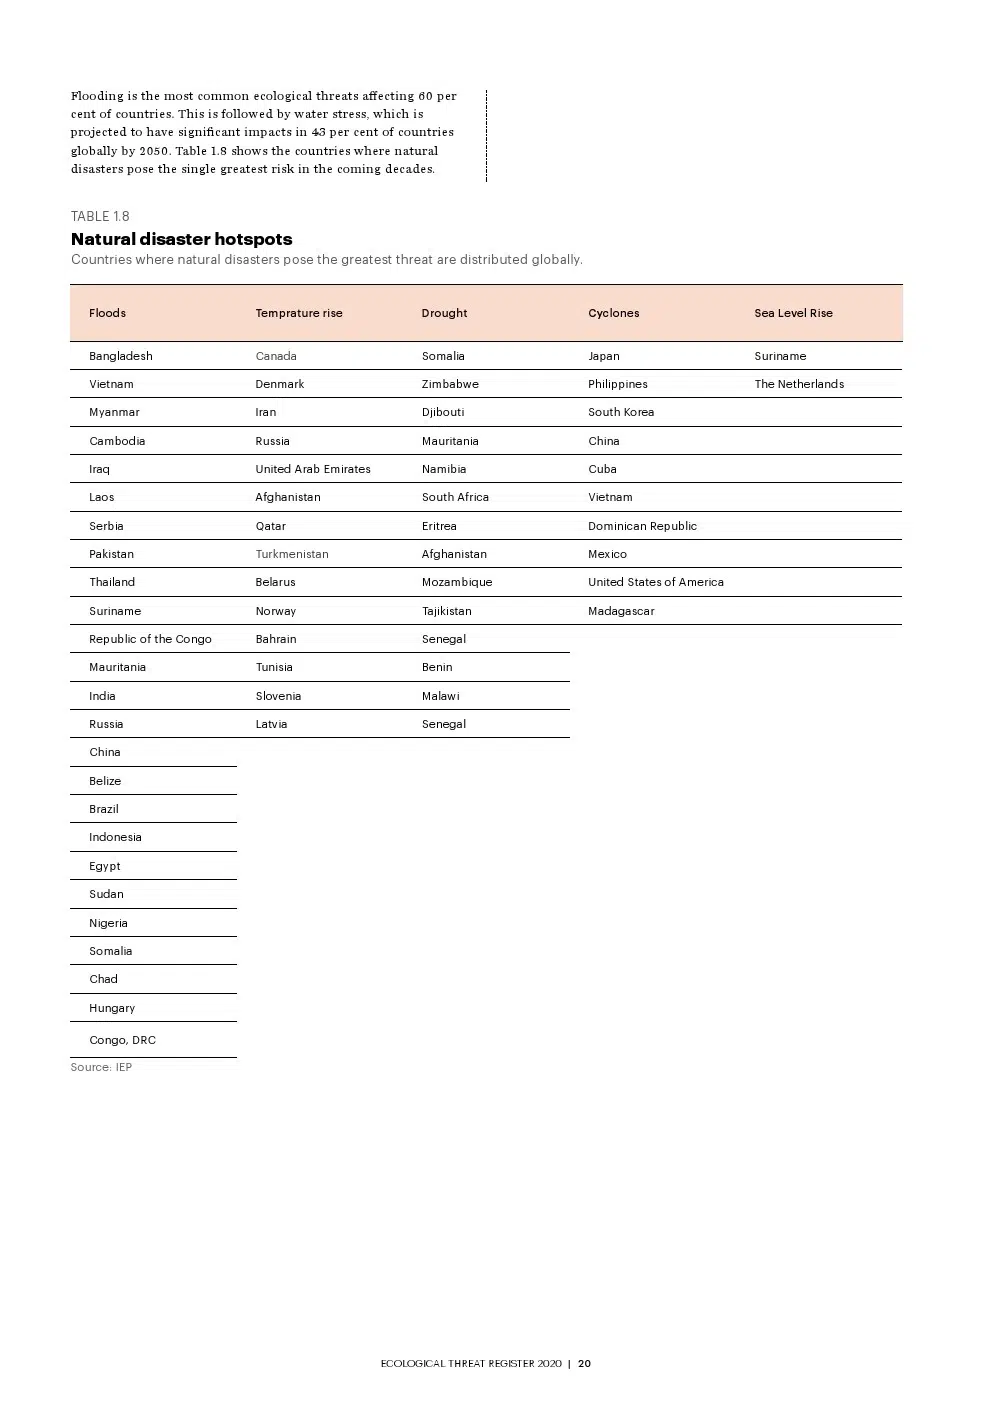 Flooding is the most common ecological threats affecting 60 per
cent of countries. This is followed by water stress, which is
projected to have significant impacts in 43 per cent of countries
globally by 2050. Table 1.8 shows the countries where natural
disasters pose the single greatest risk in the coming decades.
TABLE 1.8
Natural disaster hotspots
Countries where natural disasters pose the greatest threat are distributed globally.
Floods Temprature rise Drought Cyclones Sea Level Rise
Bangladesh Canada Somalia Japan Suriname
Vietnam Denmark Zimbabwe Philippines The Netherlands
Myanmar Iran Djibouti South Korea
Cambodia Russia Mauritania China
Iraq United Arab Emirates Namibia Cuba
Laos Afghanistan South Africa Vietnam
Serbia Qatar Eritrea Dominican Republic
Pakistan Turkmenistan Afghanistan Mexico
Thailand Belarus Mozambique United States of America
Suriname Norway Tajikistan Madagascar
Republic of the Congo Bahrain Senegal
Mauritania Tunisia Benin
India Slovenia Malawi
Russia Latvia Senegal
China
Belize
Brazil
Indonesia
Egypt
Sudan
Nigeria
Somalia
Chad
Hungary
Congo, DRC
Source: IEP
ECOLOGICAL THREAT REGISTER 2020 | 20